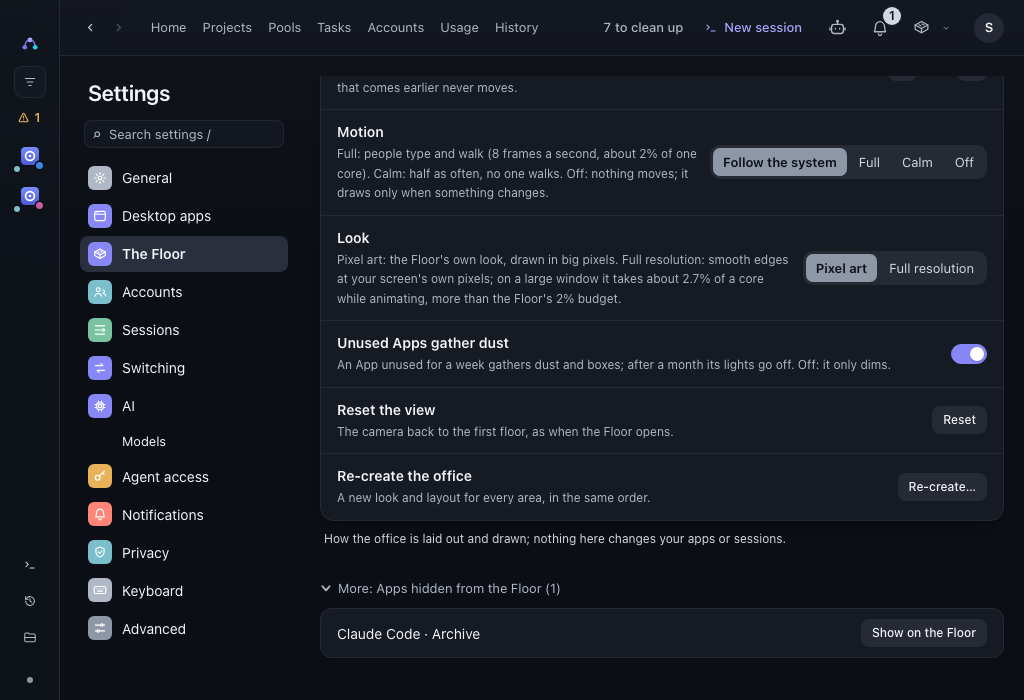 Home Projects Pools Tasks Accounts Usage History 7 to clean up New session 1 S
1
Settings
Search settings /
General
Desktop apps
The Floor
Accounts
Sessions
Switching
AI
Models
Agent access
Notifications
Privacy
Keyboard
Advanced
that comes earlier never moves.
Motion
Full: people type and walk (8 frames a second, about 2% of one
core). Calm: half as often, no one walks. Off: nothing moves; it
draws only when something changes.
Follow the system Full Calm Off
Look
Pixel art: the Floor's own look, drawn in big pixels. Full resolution: smooth edges
at your screen's own pixels; on a large window it takes about 2.7% of a core
while animating, more than the Floor's 2% budget.
Pixel art Full resolution
Unused Apps gather dust
An App unused for a week gathers dust and boxes; after a month its lights go off. Off: it only dims.
Reset the view
The camera back to the first floor, as when the Floor opens.
Reset
Re-create the office
A new look and layout for every area, in the same order.
Re-create…
How the office is laid out and drawn; nothing here changes your apps or sessions.
More: Apps hidden from the Floor (1)
Claude Code · Archive
Show on the Floor